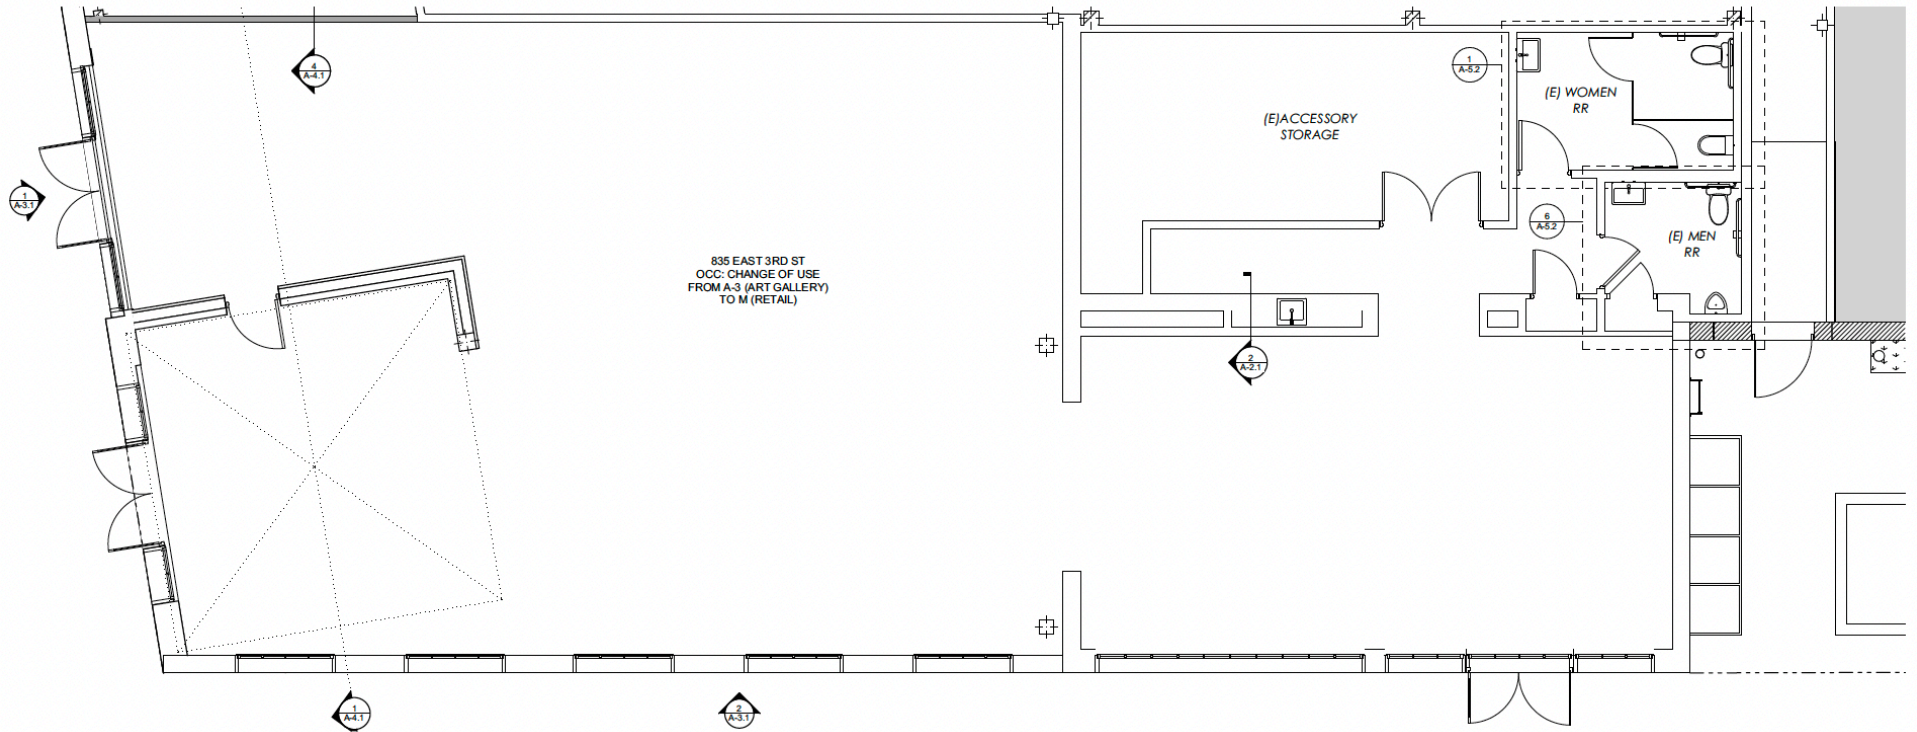 4
A-4.1
1
A-5.2
(E) WOMEN
RR
(E)ACCESSORY
STORAGE
1
A-3.1
6
A-5.2
(E) MEN
RR
835 EAST 3RD ST
OCC: CHANGE OF USE
FROM A-3 (ART GALLERY)
TO M (RETAIL)
2
A-2.1
1
A-4.1
2
A-3.1